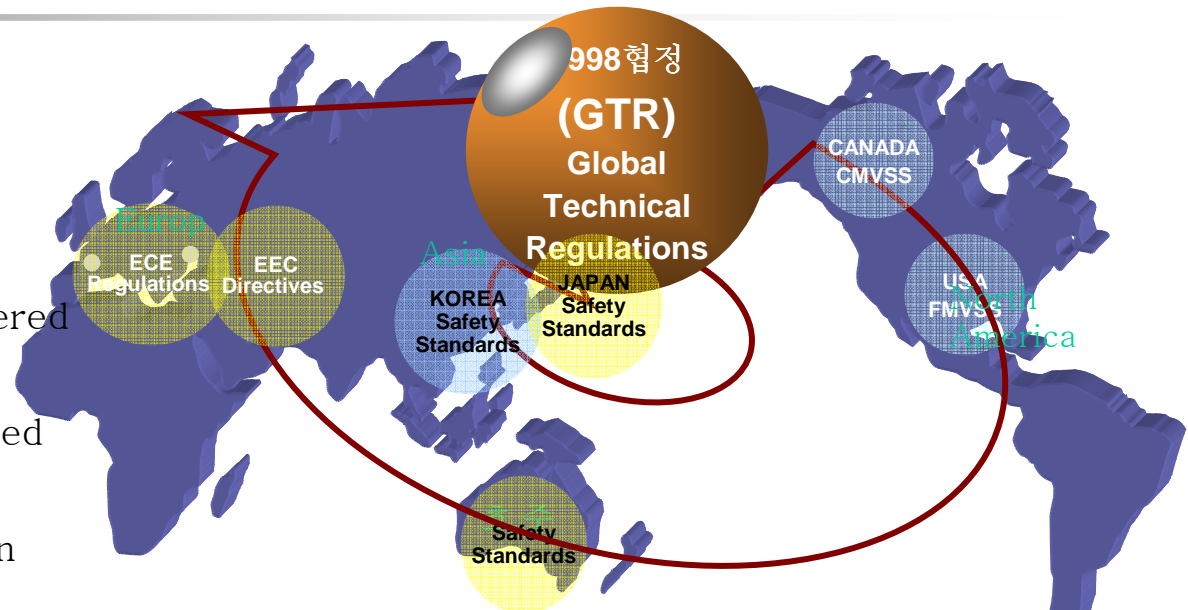 998협정
(GTR)
Global
Technical
Regulations
CANADA
CMVSS
Europ
ECE
Regulations
EEC
Directives
Asia
KOREA
Safety
Standards
JAPAN
Safety
Standards
USA
FMVSS
North
America
ered
ed
Safety
Standards
n